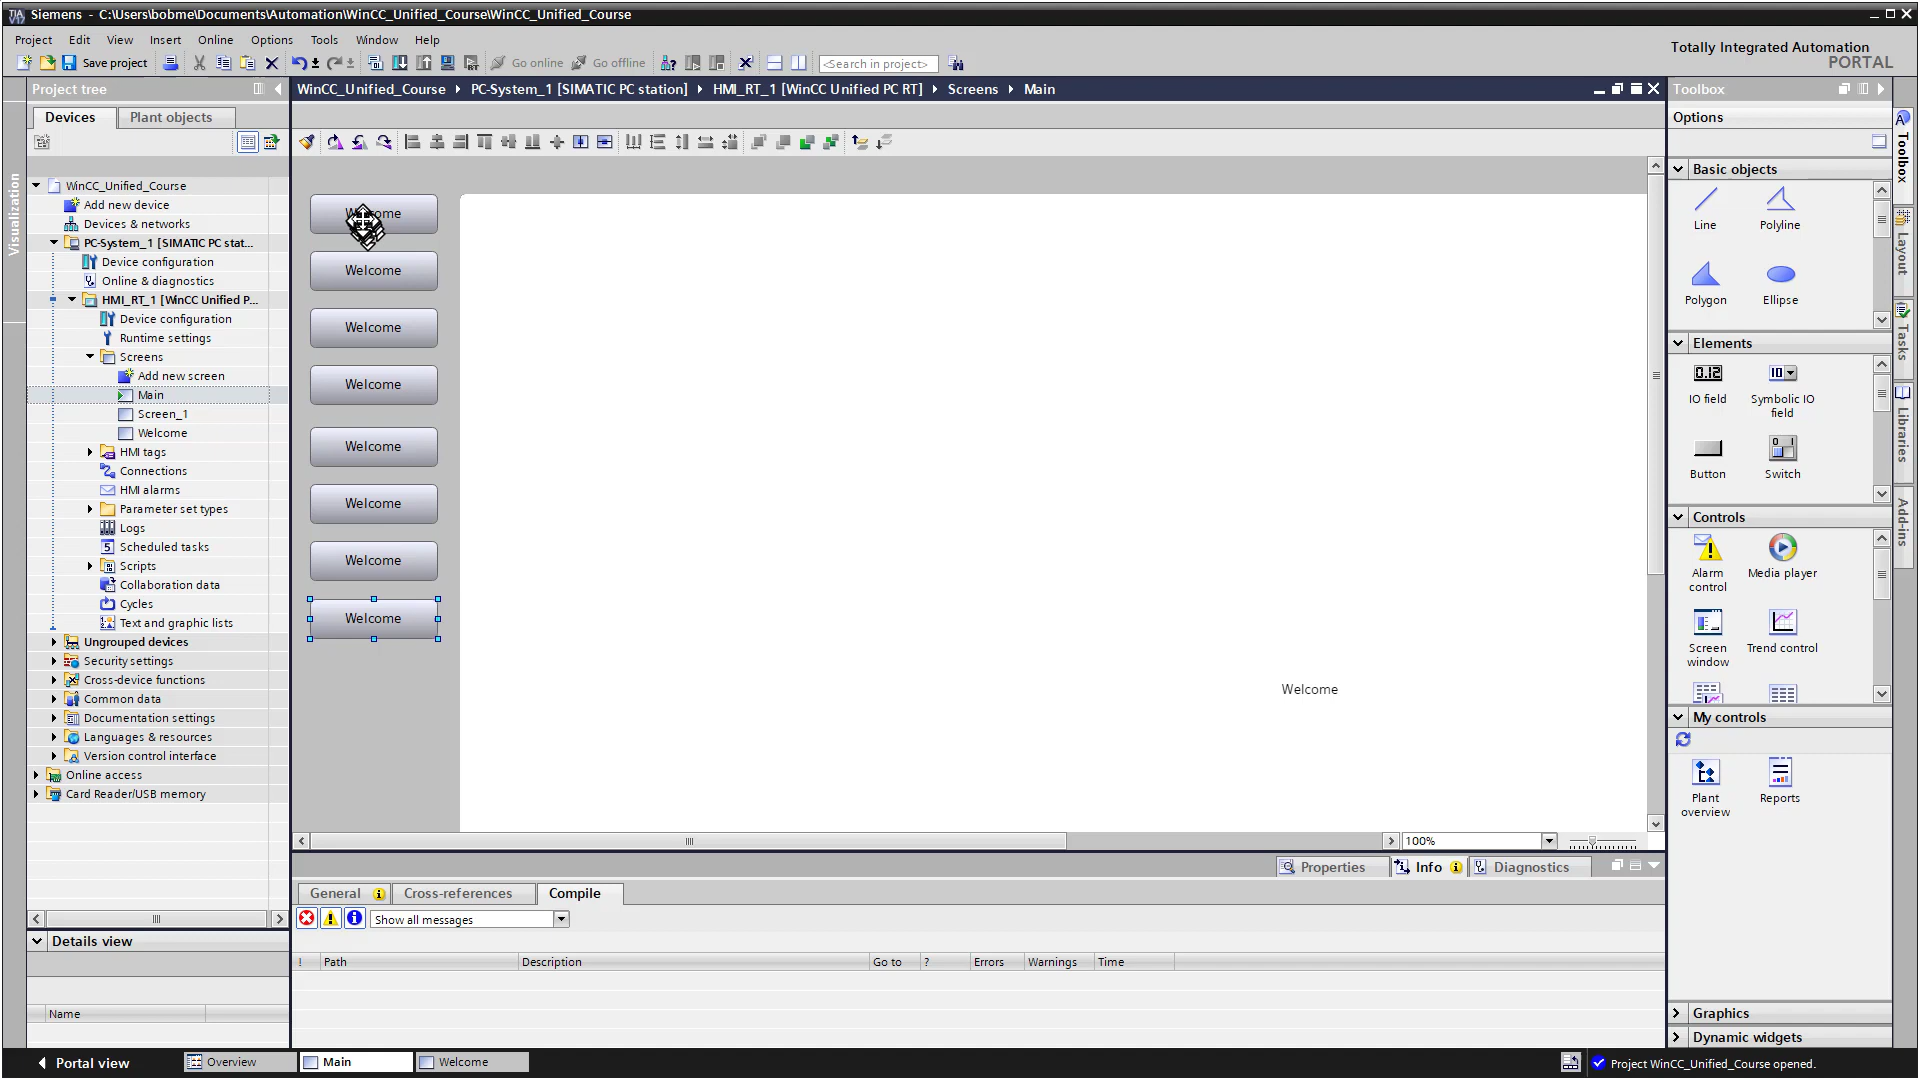 Siemens - C:\Users\bobme\Documents\Automation\WinCC_Unified_Course\WinCC_Unified_Course
Project Edit View Insert Online Options Tools Window Help
Totally Integrated Automation
PORTAL
Save project Go online Go offline <Search in project>
Project tree
WinCC_Unified_Course PC-System_1 [SIMATIC PC station] HMI_RT_1 [WinCC Unified PC RT] Screens Main
Toolbox
Devices Plant objects
Options
Visualization
WinCC_Unified_Course
Add new device
Devices & networks
PC-System_1 [SIMATIC PC stat...
Device configuration
Online & diagnostics
HMI_RT_1 [WinCC Unified P...
Device configuration
Runtime settings
Screens
Add new screen
Main
Screen_1
Welcome
HMI tags
Connections
HMI alarms
Parameter set types
Logs
Scheduled tasks
Scripts
Collaboration data
Cycles
Text and graphic lists
Ungrouped devices
Security settings
Cross-device functions
Common data
Documentation settings
Languages & resources
Version control interface
Online access
Card Reader/USB memory
Details view
Name
Welcome
Welcome
Welcome
Welcome
Welcome
Welcome
Welcome
Welcome
100%
Properties Info Diagnostics
General Cross-references Compile
Show all messages
! Path Description Go to ? Errors Warnings Time
Basic objects
Line Polyline
Polygon Ellipse
Elements
0.12 10
IO field Symbolic IO
field
0 I
Button Switch
Controls
Alarm
control
Media player
Screen
window
Trend control
My controls
Plant
overview
Reports
Graphics
Dynamic widgets
Toolbox
Layout
Tasks
Libraries
Add-ins
Portal view Overview Main Welcome
Project WinCC_Unified_Course opened.